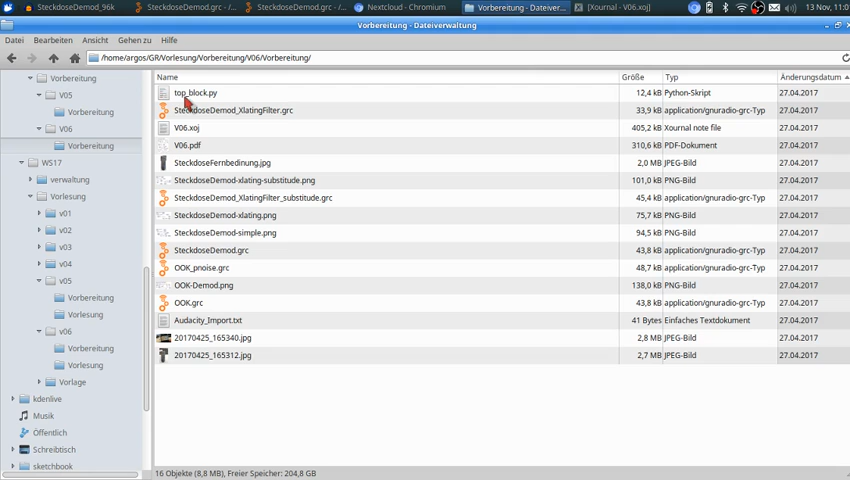 SteckdoseDemod_96k
SteckdoseDemod.grc - /...
SteckdoseDemod.grc - /...
Nextcloud - Chromium
Vorbereitung - Dateiver...
[Xournal - V06.xoj]
13 Nov, 11:0
Vorbereitung - Dateiverwaltung
Datei Bearbeiten Ansicht Gehen zu Hilfe
/home/argos/GR/Vorlesung/Vorbereitung/V06/Vorbereitung/
Vorbereitung
V05
Vorbereitung
V06
Vorbereitung
WS17
verwaltung
Vorlesung
v01
v02
v03
v04
v05
Vorbereitung
Vorlesung
v06
Vorbereitung
Vorlesung
Vorlage
kdenlive
Musik
Öffentlich
Schreibtisch
sketchbook
Name Größe Typ Änderungsdatum
top_block.py 12,4 kB Python-Skript 27.04.2017
SteckdoseDemod_XlatingFilter.grc 33,9 kB application/gnuradio-grc-Typ 27.04.2017
V06.xoj 405,2 kB Xournal note file 27.04.2017
V06.pdf 310,6 kB PDF-Dokument 27.04.2017
SteckdoseFernbedinung.jpg 2,0 MB JPEG-Bild 27.04.2017
SteckdoseDemod-xlating-substitude.png 101,0 kB PNG-Bild 27.04.2017
SteckdoseDemod_XlatingFilter_substitude.grc 45,4 kB application/gnuradio-grc-Typ 27.04.2017
SteckdoseDemod-xlating.png 75,7 kB PNG-Bild 27.04.2017
SteckdoseDemod-simple.png 94,5 kB PNG-Bild 27.04.2017
SteckdoseDemod.grc 43,8 kB application/gnuradio-grc-Typ 27.04.2017
OOK_pnoise.grc 48,7 kB application/gnuradio-grc-Typ 27.04.2017
OOK-Demod.png 138,0 kB PNG-Bild 27.04.2017
OOK.grc 43,8 kB application/gnuradio-grc-Typ 27.04.2017
Audacity_Import.txt 41 Bytes Einfaches Textdokument 27.04.2017
20170425_165340.jpg 2,8 MB JPEG-Bild 27.04.2017
20170425_165312.jpg 2,7 MB JPEG-Bild 27.04.2017
16 Objekte (8,8 MB), Freier Speicher: 204,8 GB